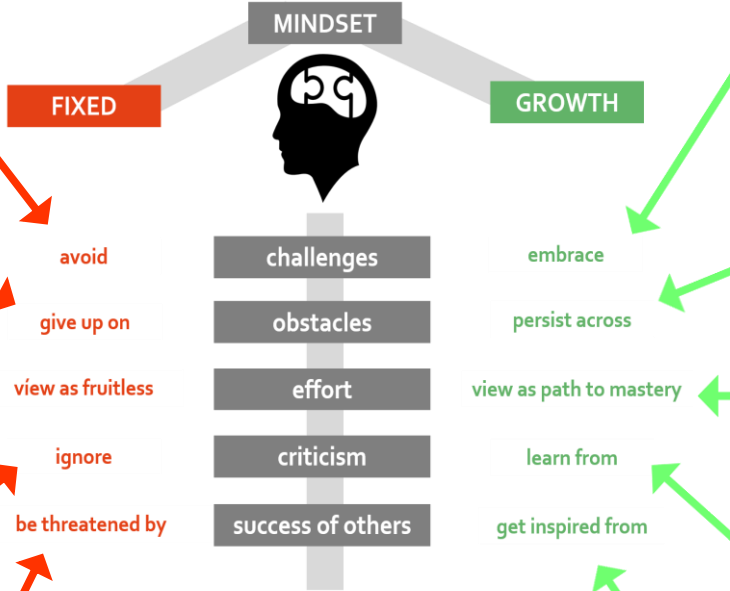 MINDSET
FIXED
GROWTH
avoid
challenges
embrace
give up on
obstacles
persist across
víew as fruitless
effort
view as path to mastery
ignore
criticism
learn from
be threatened by
success of others
get inspired from